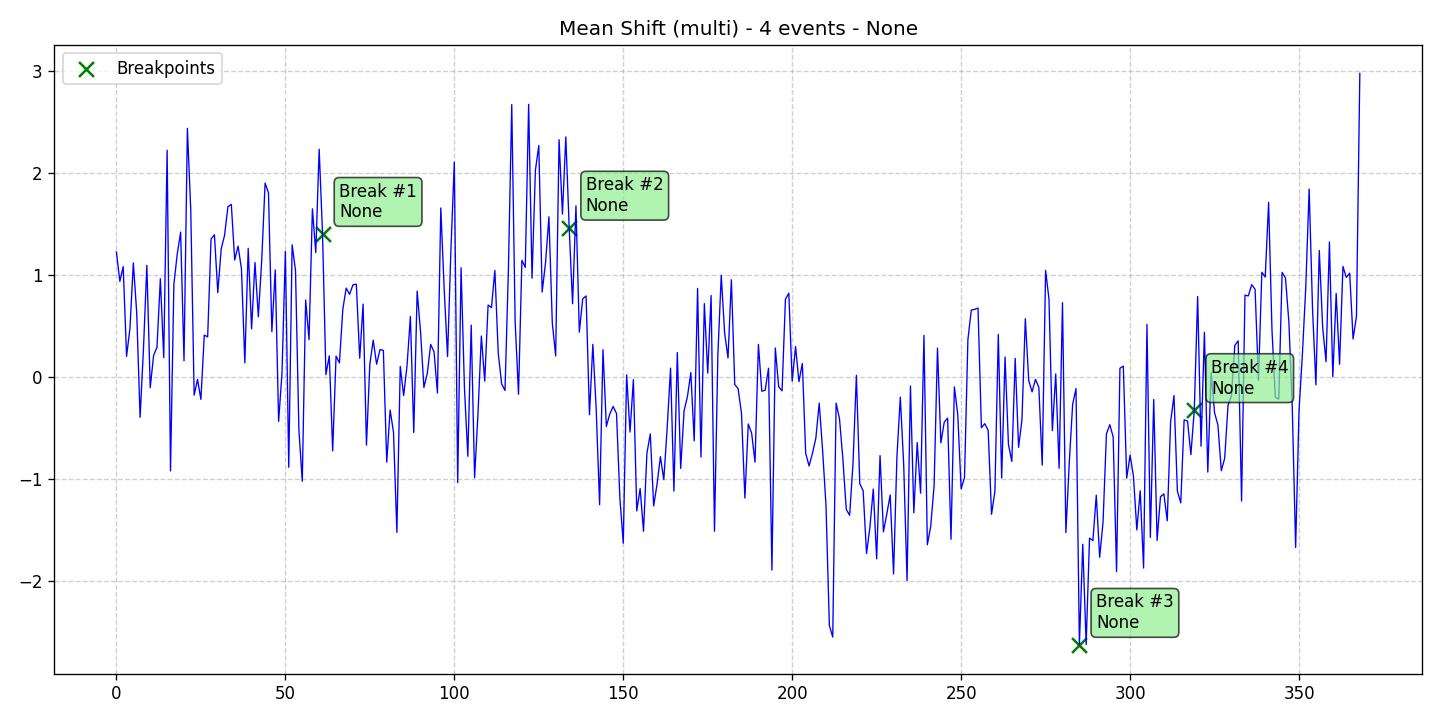 Mean Shift (multi) - 4 events - None
Breakpoints
Break #1
None
Break #2
None
Break #3
None
Break #4
None
3
2
1
0
−1
−2
0
50
100
150
200
250
300
350